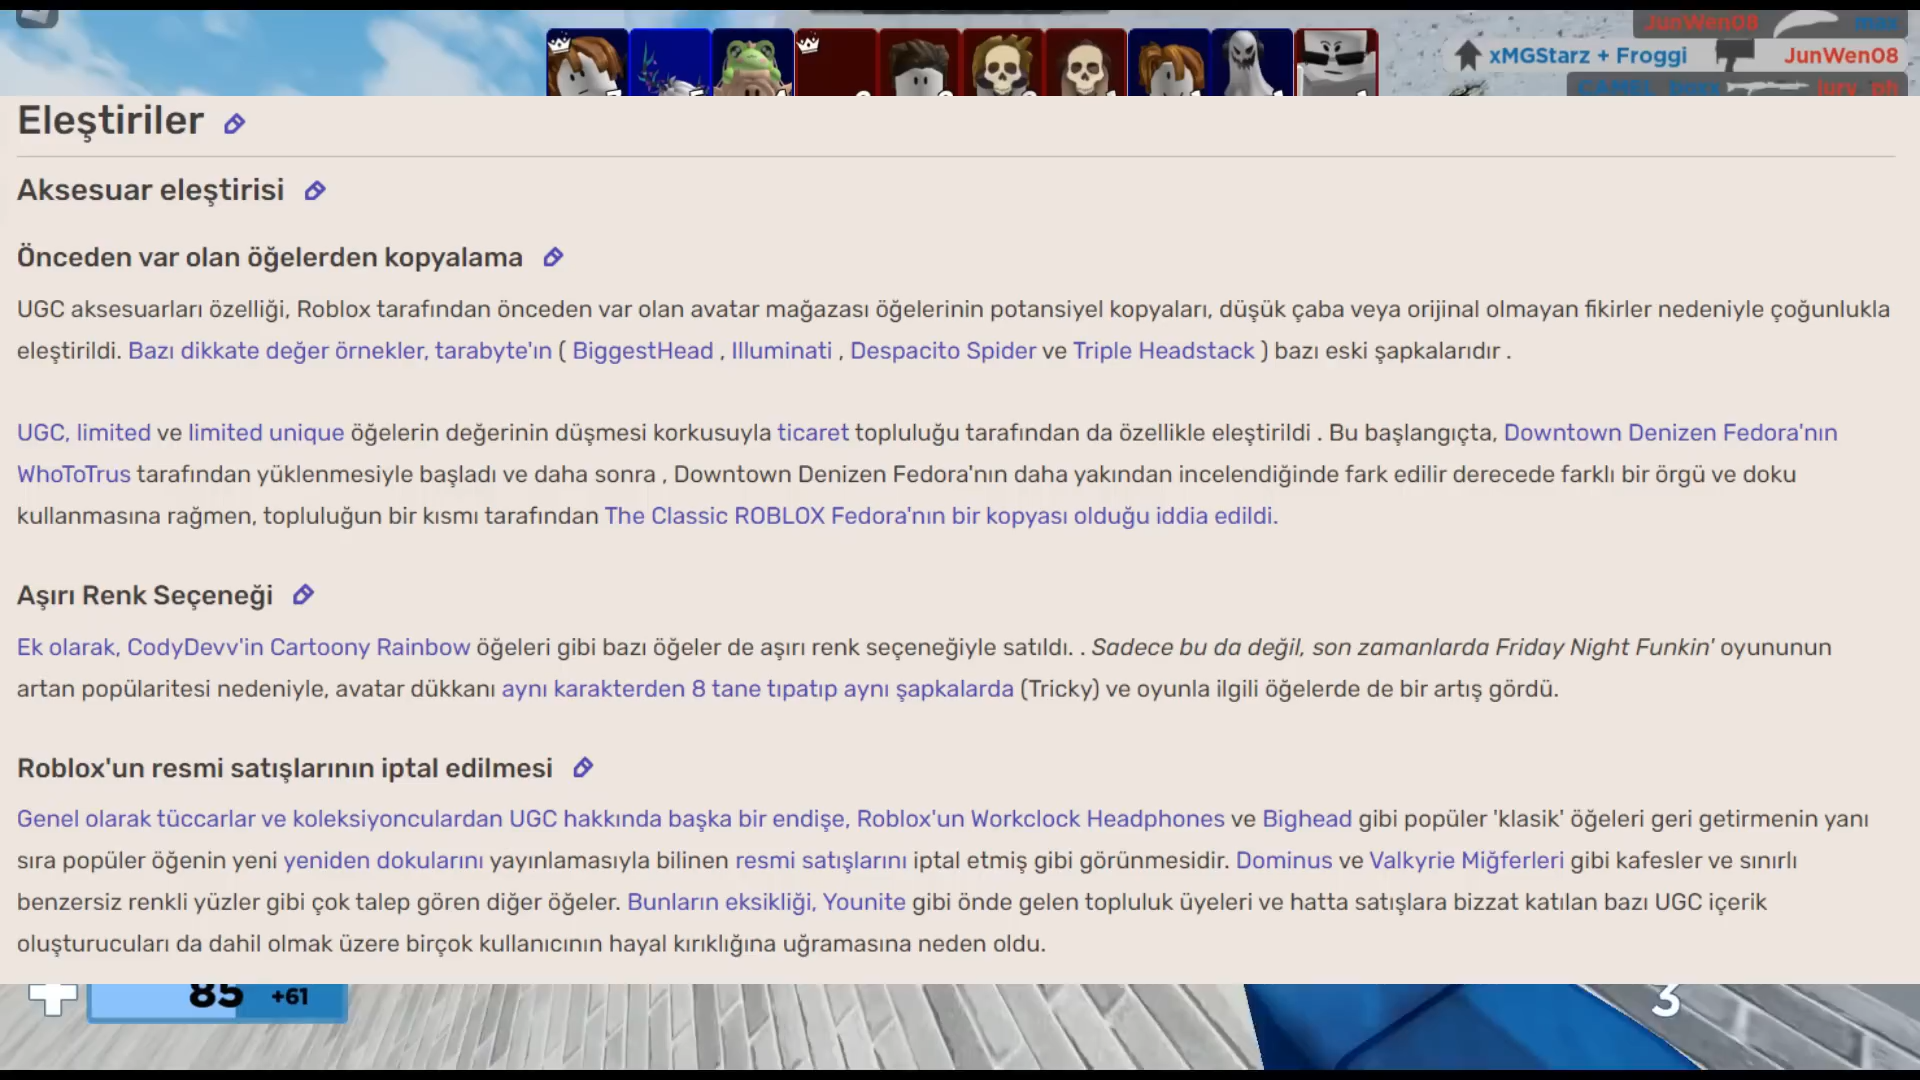 JunWen08 max
xMGStarz + Froggi JunWen08
CAMEL_boxx jury_ph
Eleştiriler
Aksesuar eleştirisi
Önceden var olan öğelerden kopyalama
UGC aksesuarları özelliği, Roblox tarafından önceden var olan avatar mağazası öğelerinin potansiyel kopyaları, düşük çaba veya orijinal olmayan fikirler nedeniyle çoğunlukla
eleştirildi. Bazı dikkate değer örnekler, tarabyte'ın ( BiggestHead , Illuminati , Despacito Spider ve Triple Headstack ) bazı eski şapkalarıdır .
UGC, limited ve limited unique öğelerin değerinin düşmesi korkusuyla ticaret topluluğu tarafından da özellikle eleştirildi . Bu başlangıçta, Downtown Denizen Fedora'nın
WhoToTrus tarafından yüklenmesiyle başladı ve daha sonra , Downtown Denizen Fedora'nın daha yakından incelendiğinde fark edilir derecede farklı bir örgü ve doku
kullanmasına rağmen, topluluğun bir kısmı tarafından The Classic ROBLOX Fedora'nın bir kopyası olduğu iddia edildi.
Aşırı Renk Seçeneği
Ek olarak, CodyDevv'in Cartoony Rainbow öğeleri gibi bazı öğeler de aşırı renk seçeneğiyle satıldı. . Sadece bu da değil, son zamanlarda Friday Night Funkin' oyununun
artan popülaritesi nedeniyle, avatar dükkanı aynı karakterden 8 tane tıpatıp aynı şapkalarda (Tricky) ve oyunla ilgili öğelerde de bir artış gördü.
Roblox'un resmi satışlarının iptal edilmesi
Genel olarak tüccarlar ve koleksiyonculardan UGC hakkında başka bir endişe, Roblox'un Workclock Headphones ve Bighead gibi popüler 'klasik' öğeleri geri getirmenin yanı
sıra popüler öğenin yeni yeniden dokularını yayınlamasıyla bilinen resmi satışlarını iptal etmiş gibi görünmesidir. Dominus ve Valkyrie Miğferleri gibi kafesler ve sınırlı
benzersiz renkli yüzler gibi çok talep gören diğer öğeler. Bunların eksikliği, Younite gibi önde gelen topluluk üyeleri ve hatta satışlara bizzat katılan bazı UGC içerik
oluşturucuları da dahil olmak üzere birçok kullanıcının hayal kırıklığına uğramasına neden oldu.
85 +61
3